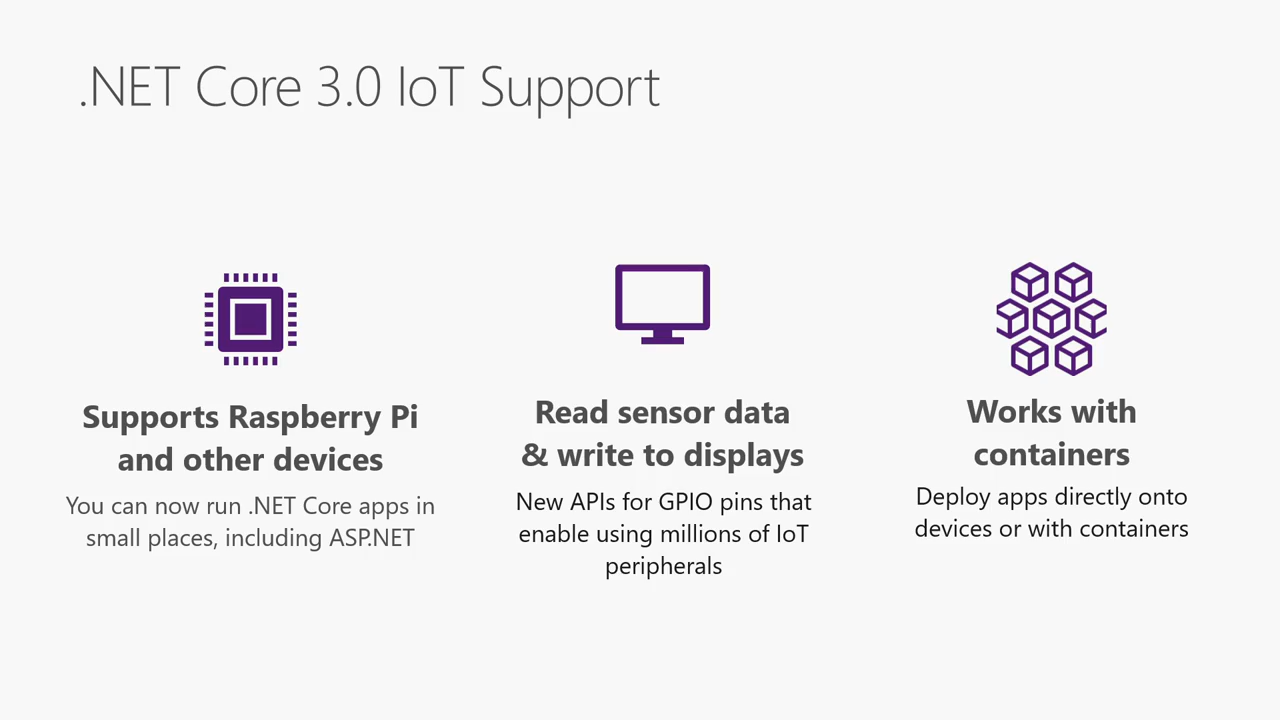 .NET Core 3.0 IoT Support
Supports Raspberry Pi
and other devices
You can now run .NET Core apps in
small places, including ASP.NET
Read sensor data
& write to displays
New APIs for GPIO pins that
enable using millions of IoT
peripherals
Works with
containers
Deploy apps directly onto
devices or with containers